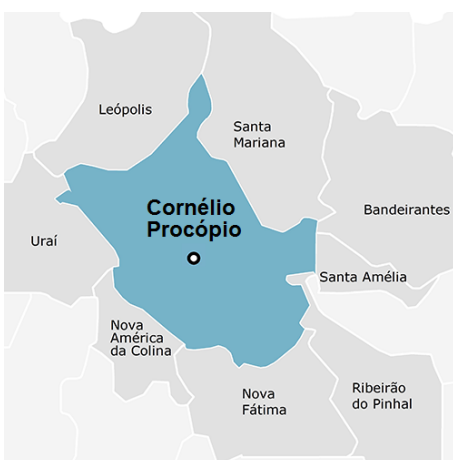 Leópolis
Santa
Mariana
Cornélio
Procópio
Bandeirantes
Uraí
Santa Amélia
Nova
América
da Colina
Nova
Fátima
Ribeirão
do Pinhal